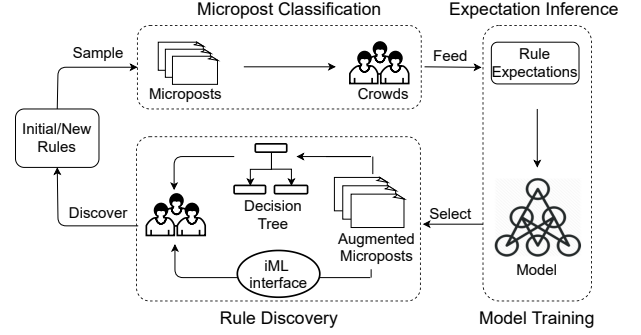 Micropost Classification
Expectation Inference
Sample
Microposts
Crowds
Feed
Rule
Expectations
Initial/New
Rules
Discover
Decision
Tree
Augmented
Microposts
Select
iML
interface
Model
Rule Discovery
Model Training